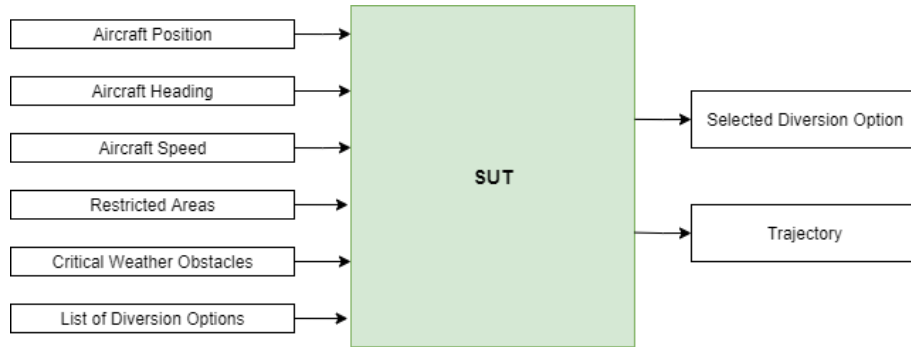 Aircraft Position
Aircraft Heading
Aircraft Speed
Restricted Areas
Critical Weather Obstacles
List of Diversion Options
SUT
Selected Diversion Option
Trajectory